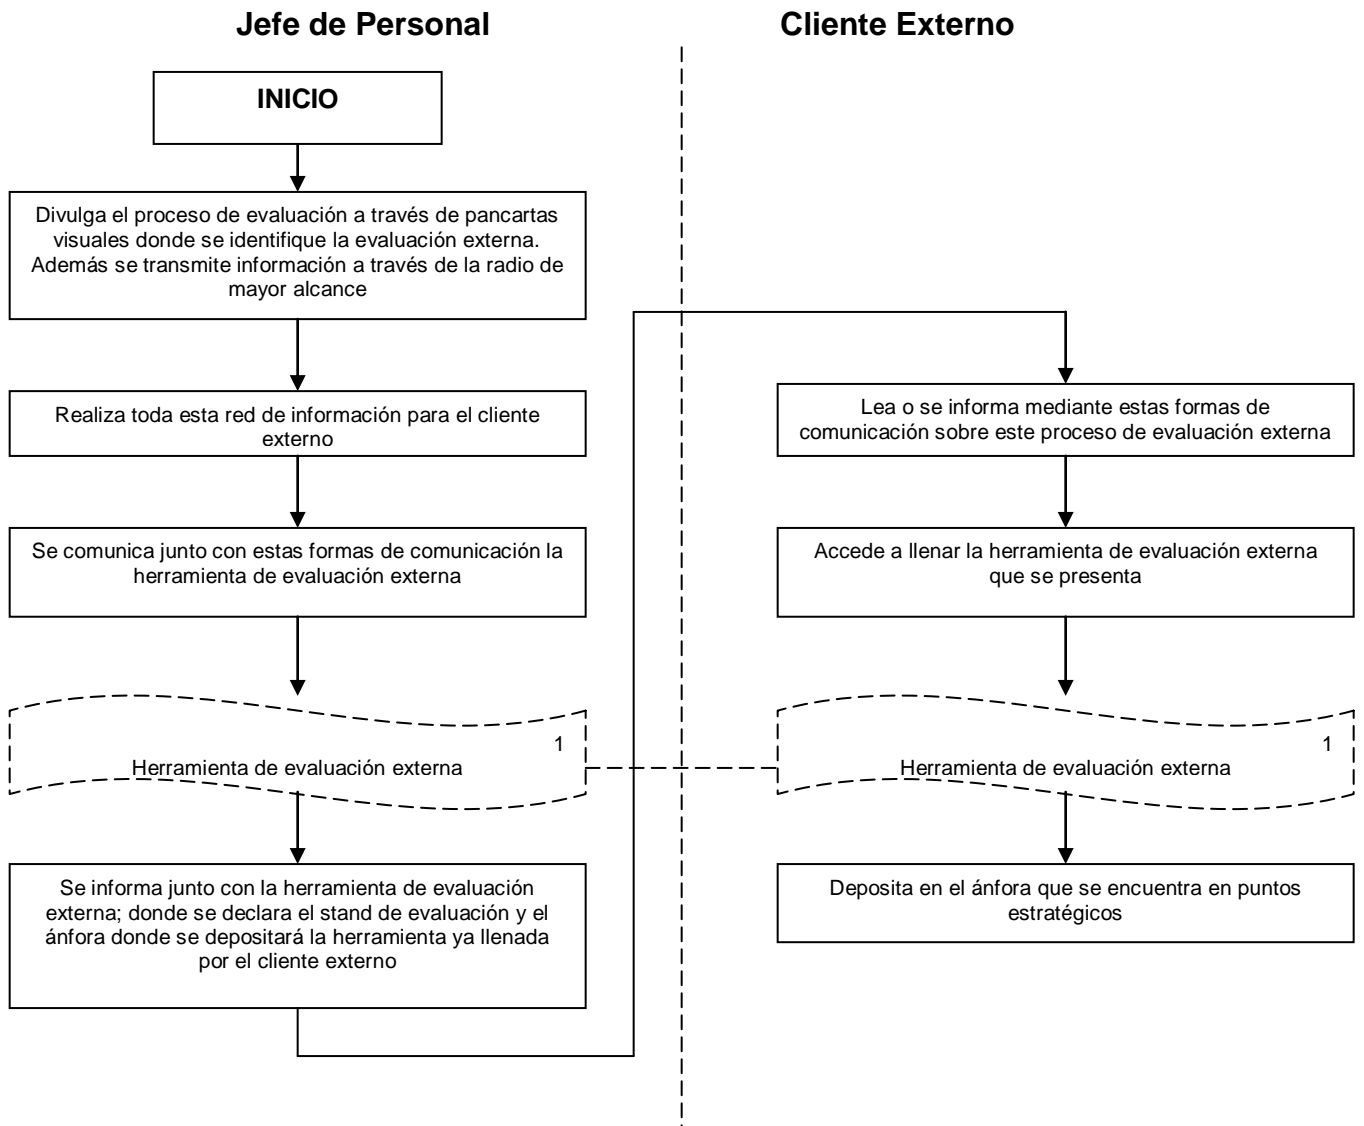 Jefe de Personal
Cliente Externo
INICIO
Divulga el proceso de evaluación a través de pancartas
visuales donde se identifique la evaluación externa.
Además se transmite información a través de la radio de
mayor alcance
Realiza toda esta red de información para el cliente
externo
Se comunica junto con estas formas de comunicación la
herramienta de evaluación externa
1
Herramienta de evaluación externa
Se informa junto con la herramienta de evaluación
externa; donde se declara el stand de evaluación y el
ánfora donde se depositará la herramienta ya llenada
por el cliente externo
Lea o se informa mediante estas formas de
comunicación sobre este proceso de evaluación externa
Accede a llenar la herramienta de evaluación externa
que se presenta
1
Herramienta de evaluación externa
Deposita en el ánfora que se encuentra en puntos
estratégicos